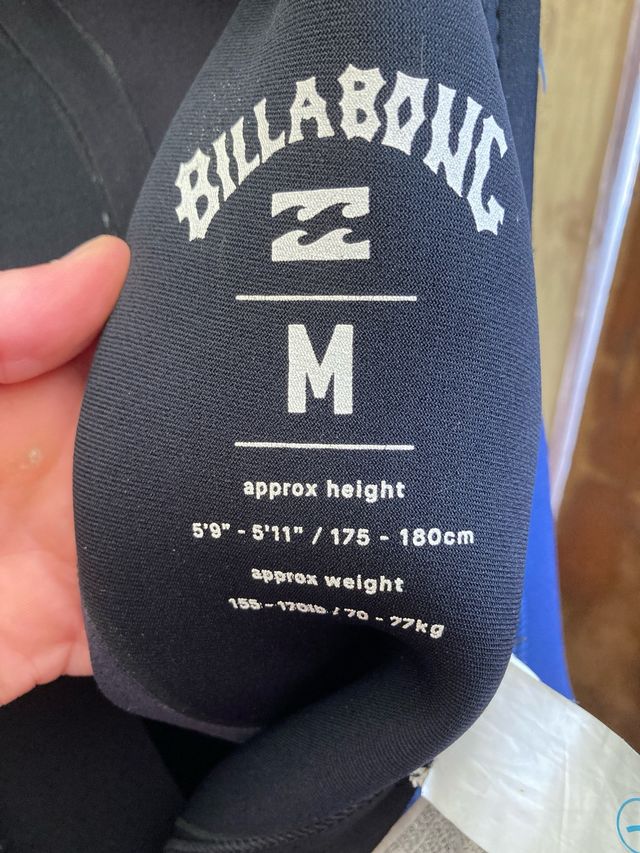 BILLABONG
M
approx height
5'9" - 5'11" / 175 - 180cm
approx weight
155 - 170lb / 70 - 77kg